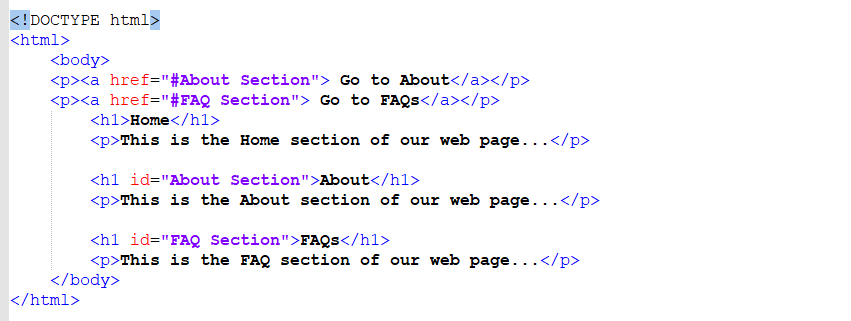 <!DOCTYPE html>
<html>
<body>
<p><a href="#About Section"> Go to About</a></p>
<p><a href="#FAQ Section"> Go to FAQs</a></p>
<h1>Home</h1>
<p>This is the Home section of our web page...</p>
<h1 id="About Section">About</h1>
<p>This is the About section of our web page...</p>
<h1 id="FAQ Section">FAQs</h1>
<p>This is the FAQ section of our web page...</p>
</body>
</html>